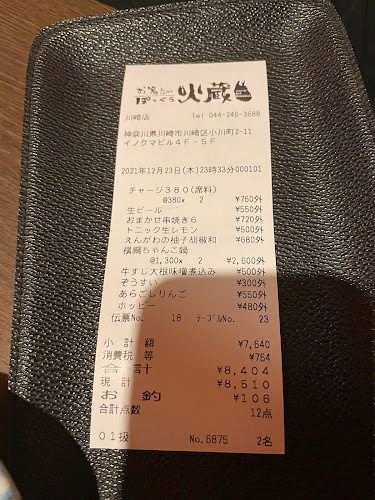 お鍋とsake
ぽっくら 火蔵
川崎店 Tel 044-246-3688
神奈川県川崎市川崎区小川町2-11
イノクマビル4F・5F
2021年12月23日(木)23時33分000101
チャージ380(席料)
@380x 2 ¥760外
生ビール ¥550外
おまかせ串焼き6 ¥720外
トニック生レモン ¥500外
えんがわの柚子胡椒和 ¥680外
横綱ちゃんこ鍋
@1,300x 2 ¥2,600外
牛すじ大根味噌煮込み ¥500外
ぞうすい ¥300外
あらごしりんご ¥550外
ホッピー ¥480外
伝票No. 18 テーブルNo. 23
小計額 ¥7,640
消費税等 ¥764
合計 ¥8,404
現計 ¥8,510
お釣 ¥106
合計点数 12点
01扱 No.6875 2名